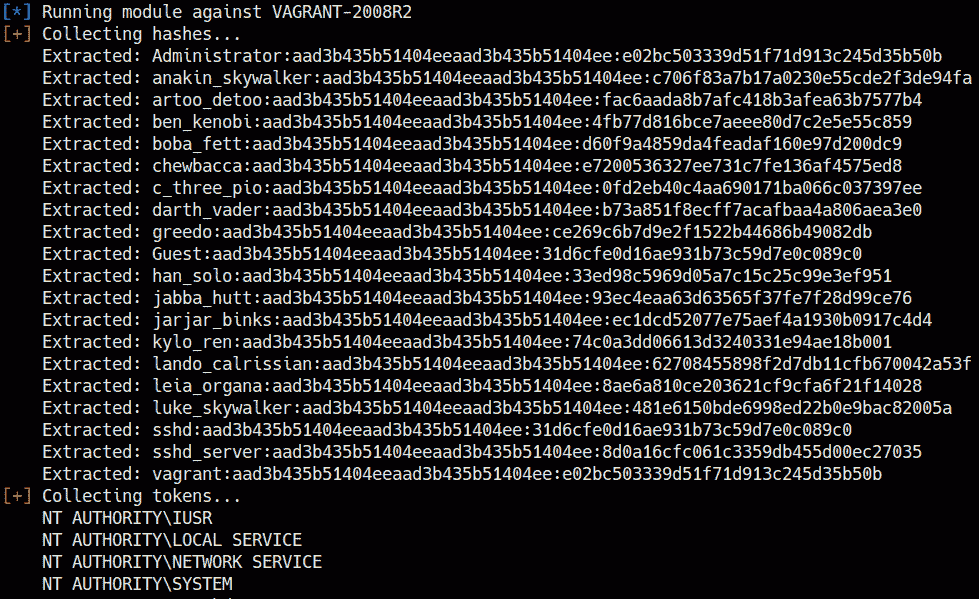 [*] Running module against VAGRANT-2008R2
[+] Collecting hashes...
Extracted: Administrator:aad3b435b51404eeaad3b435b51404ee:e02bc503339d51f71d913c245d35b50b
Extracted: anakin_skywalker:aad3b435b51404eeaad3b435b51404ee:c706f83a7b17a0230e55cde2f3de94fa
Extracted: artoo_detoo:aad3b435b51404eeaad3b435b51404ee:fac6aada8b7afc418b3afea63b7577b4
Extracted: ben_kenobi:aad3b435b51404eeaad3b435b51404ee:4fb77d816bce7aeee80d7c2e5e55c859
Extracted: boba_fett:aad3b435b51404eeaad3b435b51404ee:d60f9a4859da4feadaf160e97d200dc9
Extracted: chewbacca:aad3b435b51404eeaad3b435b51404ee:e7200536327ee731c7fe136af4575ed8
Extracted: c_three_pio:aad3b435b51404eeaad3b435b51404ee:0fd2eb40c4aa690171ba066c037397ee
Extracted: darth_vader:aad3b435b51404eeaad3b435b51404ee:b73a851f8ecff7acafbaa4a806aea3e0
Extracted: greedo:aad3b435b51404eeaad3b435b51404ee:ce269c6b7d9e2f1522b44686b49082db
Extracted: Guest:aad3b435b51404eeaad3b435b51404ee:31d6cfe0d16ae931b73c59d7e0c089c0
Extracted: han_solo:aad3b435b51404eeaad3b435b51404ee:33ed98c5969d05a7c15c25c99e3ef951
Extracted: jabba_hutt:aad3b435b51404eeaad3b435b51404ee:93ec4eaa63d63565f37fe7f28d99ce76
Extracted: jarjar_binks:aad3b435b51404eeaad3b435b51404ee:ec1dcd52077e75aef4a1930b0917c4d4
Extracted: kylo_ren:aad3b435b51404eeaad3b435b51404ee:74c0a3dd06613d3240331e94ae18b001
Extracted: lando_calrissian:aad3b435b51404eeaad3b435b51404ee:62708455898f2d7db11cfb670042a53f
Extracted: leia_organa:aad3b435b51404eeaad3b435b51404ee:8ae6a810ce203621cf9cfa6f21f14028
Extracted: luke_skywalker:aad3b435b51404eeaad3b435b51404ee:481e6150bde6998ed22b0e9bac82005a
Extracted: sshd:aad3b435b51404eeaad3b435b51404ee:31d6cfe0d16ae931b73c59d7e0c089c0
Extracted: sshd_server:aad3b435b51404eeaad3b435b51404ee:8d0a16cfc061c3359db455d00ec27035
Extracted: vagrant:aad3b435b51404eeaad3b435b51404ee:e02bc503339d51f71d913c245d35b50b
[+] Collecting tokens...
NT AUTHORITY\IUSR
NT AUTHORITY\LOCAL SERVICE
NT AUTHORITY\NETWORK SERVICE
NT AUTHORITY\SYSTEM